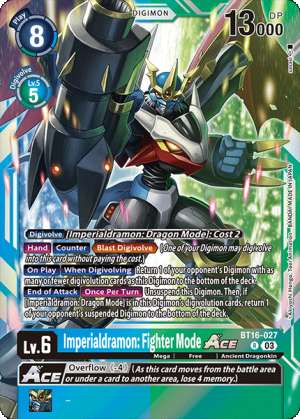 Play
8
DIGIMON
13000
DP
Lv.5
5
Digivolve [Imperialdramon: Dragon Mode]: Cost 2
Hand Counter Blast Digivolve (One of your Digimon may digivolve
into this card without paying the cost.)
On Play When Digivolving Return 1 of your opponent's Digimon with as
many or fewer digivolution cards as this Digimon to the bottom of the deck.
End of Attack Once Per Turn Unsuspend this Digimon. Then, if
[Imperialdramon: Dragon Mode] is in this Digimon's digivolution cards, return 1 of
your opponent's suspended Digimon to the bottom of the deck.
Lv.6
Imperialdramon: Fighter Mode ACE
BT16-027
R 03
Mega Free Ancient Dragonkin
ACE Overflow ⟨-4⟩ (As this card moves from the battle area
or under a card to another area, lose 4 memory.)